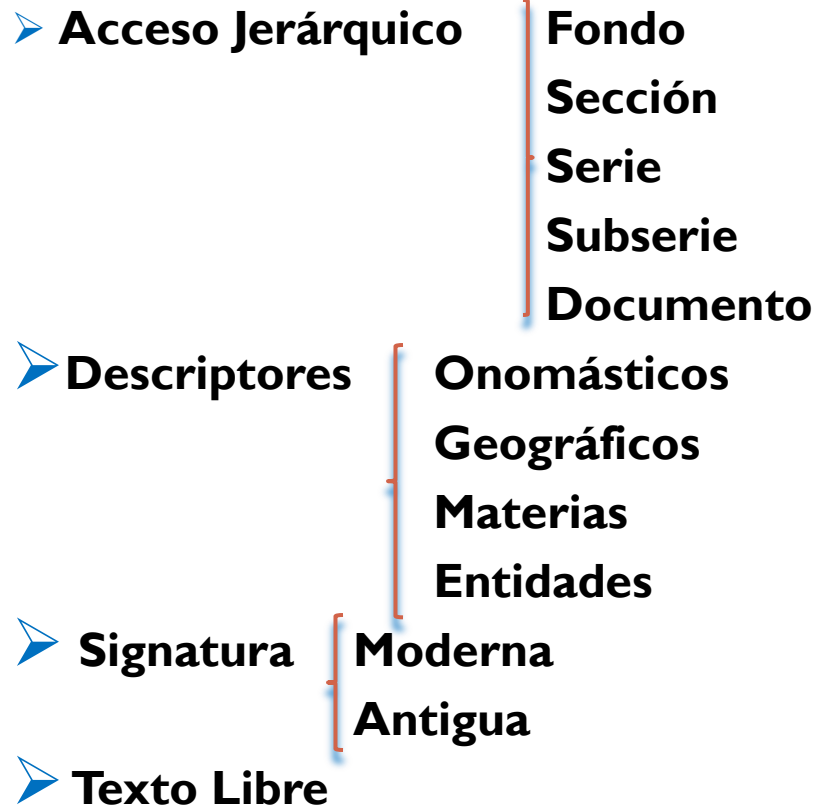 Acceso Jerárquico Fondo
Sección
Serie
Subserie
Documento
Descriptores Onomásticos
Geográficos
Materias
Entidades
Signatura Moderna
Antigua
Texto Libre